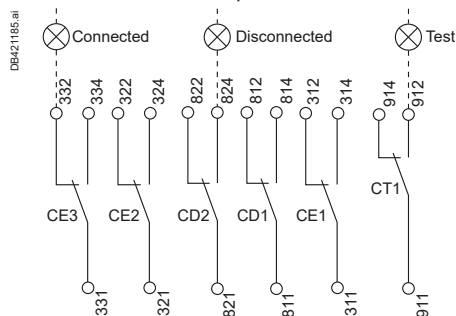 DB421185.ai
Connected
Disconnected
Test
332
334
322
324
822
824
812
814
312
314
914
912
CE3
CE2
CD2
CD1
CE1
CT1
331
321
821
811
311
911